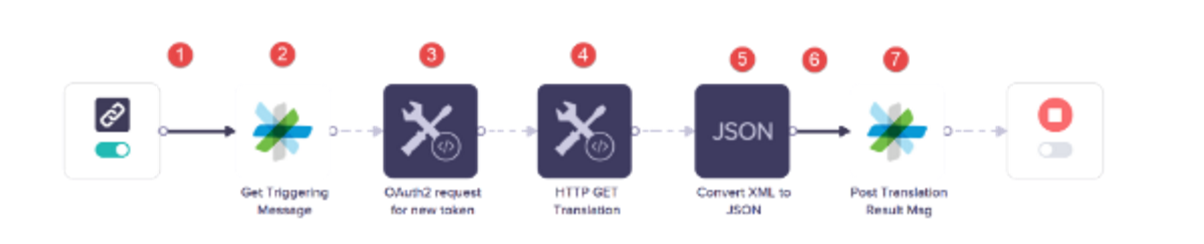 1 2 3 4 5 6 7
JSON
Get Triggering
Message
OAuth2 request
for new token
HTTP GET
Translation
Convert XML to
JSON
Post Translation
Result Msg